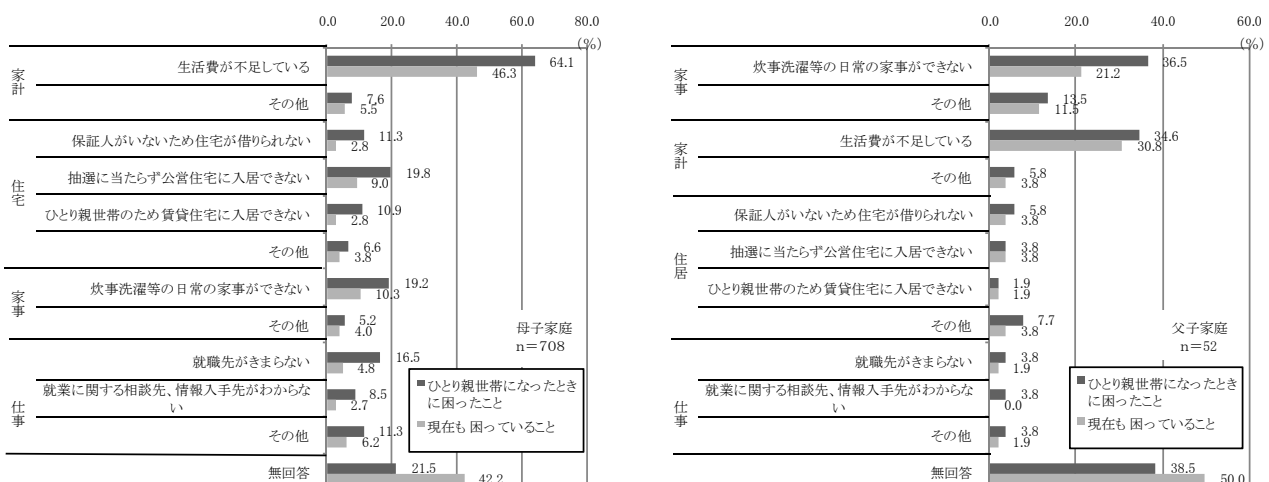 0.0 20.0 40.0 60.0 80.0
(%)
家計
生活費が不足している
64.1
46.3
その他
7.6
5.5
住宅
保証人がいないため住宅が借りられない
11.3
2.8
抽選に当たらず公営住宅に入居できない
19.8
9.0
ひとり親世帯のため賃貸住宅に入居できない
10.9
2.8
その他
6.6
3.8
家事
炊事洗濯等の日常の家事ができない
19.2
10.3
その他
5.2
4.0
仕事
就職先がきまらない
16.5
4.8
就業に関する相談先、情報入手先がわからな
い
8.5
2.7
その他
11.3
6.2
無回答
21.5
42.2
母子家庭
n=708
ひとり親世帯になったとき
に困ったこと
現在も困っていること
0.0 20.0 40.0 60.0
(%)
家事
炊事洗濯等の日常の家事ができない
36.5
21.2
その他
13.5
11.5
家計
生活費が不足している
34.6
30.8
その他
5.8
3.8
住居
保証人がいないため住宅が借りられない
5.8
3.8
抽選に当たらず公営住宅に入居できない
3.8
3.8
ひとり親世帯のため賃貸住宅に入居できない
1.9
1.9
その他
7.7
3.8
仕事
就職先がきまらない
3.8
1.9
就業に関する相談先、情報入手先がわからな
い
3.8
0.0
その他
3.8
1.9
無回答
38.5
50.0
父子家庭
n=52
ひとり親世帯になったとき
に困ったこと
現在も困っていること